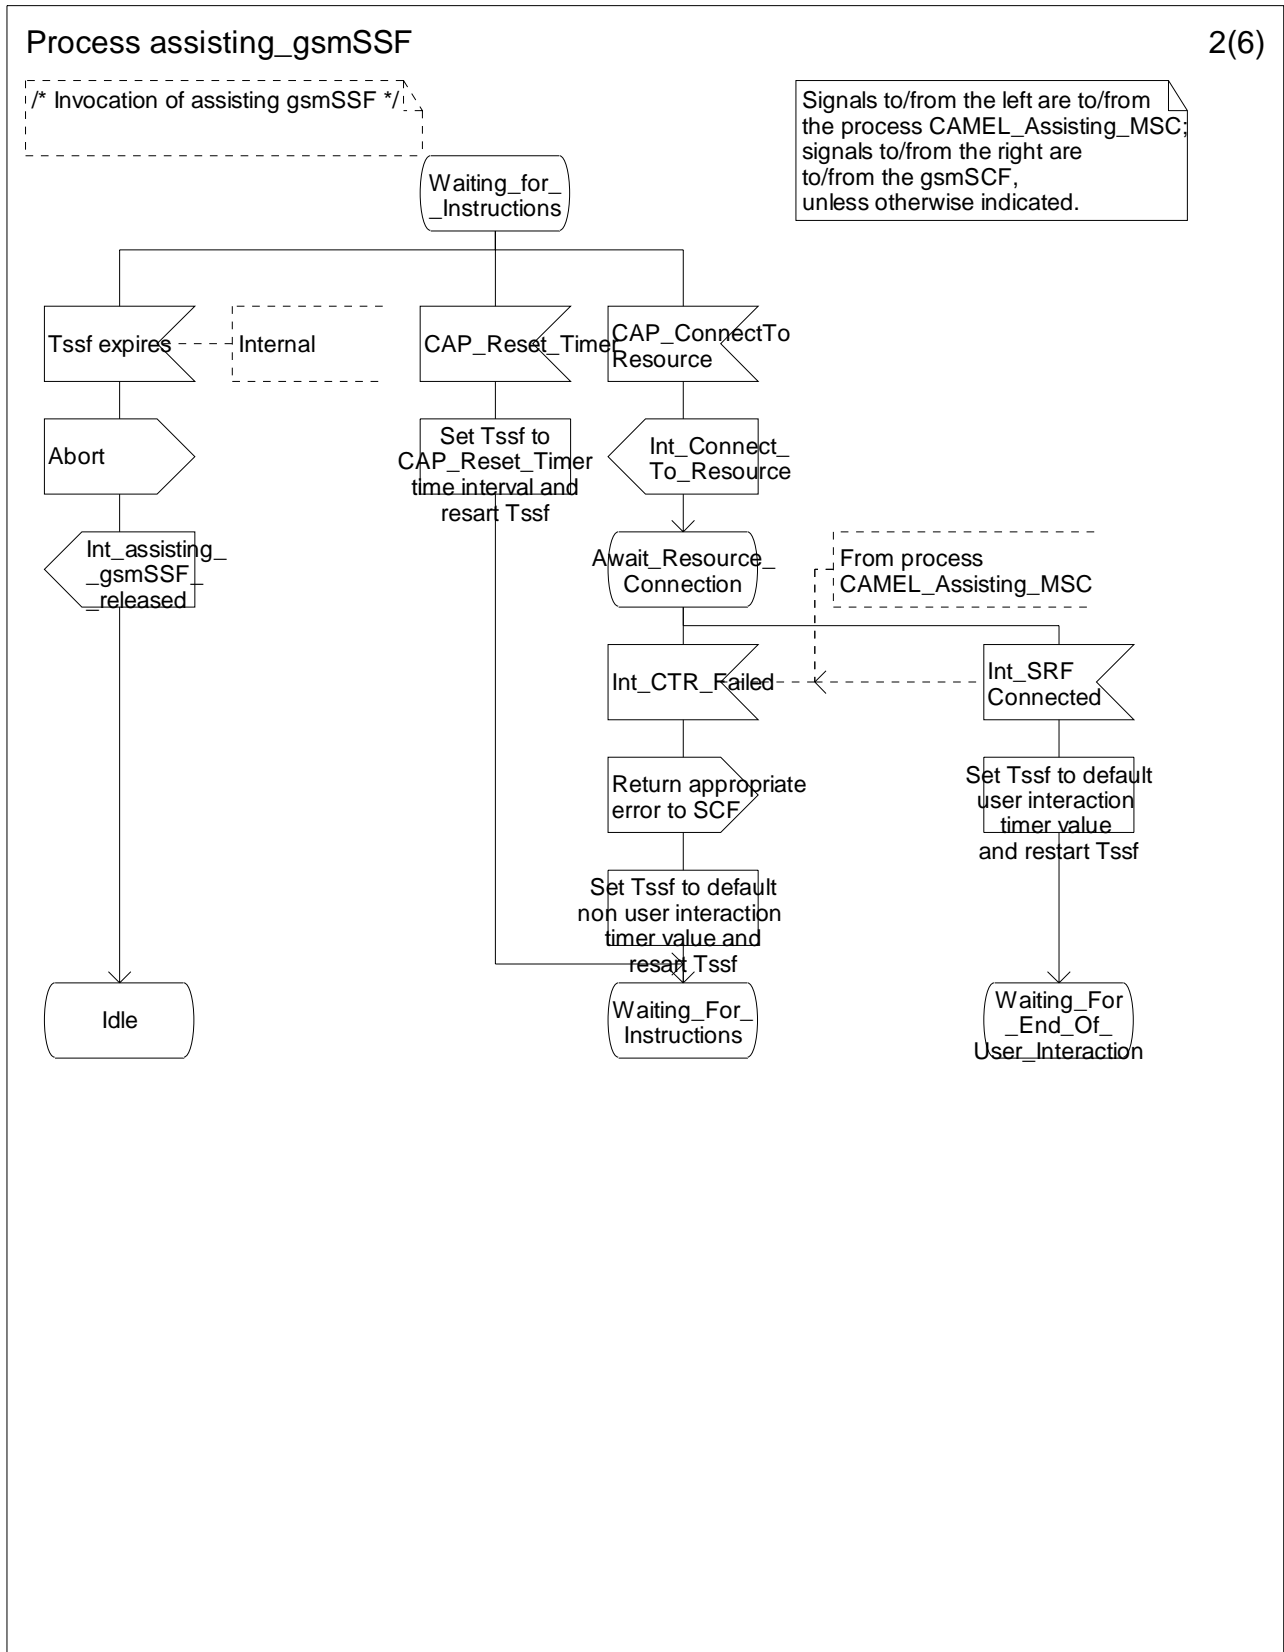 Process assisting_gsmSSF
2(6)
/* Invocation of assisting gsmSSF */
Signals to/from the left are to/from
the process CAMEL_Assisting_MSC;
signals to/from the right are
to/from the gsmSCF,
unless otherwise indicated.
Waiting_for_
_Instructions
Tssf expires
Internal
CAP_Reset_Timer
CAP_ConnectTo
Resource
Abort
Set Tssf to
CAP_Reset_Timer
time interval and
resart Tssf
Int_Connect_
To_Resource
Int_assisting_
_gsmSSF_
_released
Await_Resource_
Connection
From process
CAMEL_Assisting_MSC
Int_CTR_Failed
Int_SRF
Connected
Return appropriate
error to SCF
Set Tssf to default
user interaction
timer value
and restart Tssf
Set Tssf to default
non user interaction
timer value and
resart Tssf
Idle
Waiting_For_
Instructions
Waiting_For
_End_Of_
User_Interaction